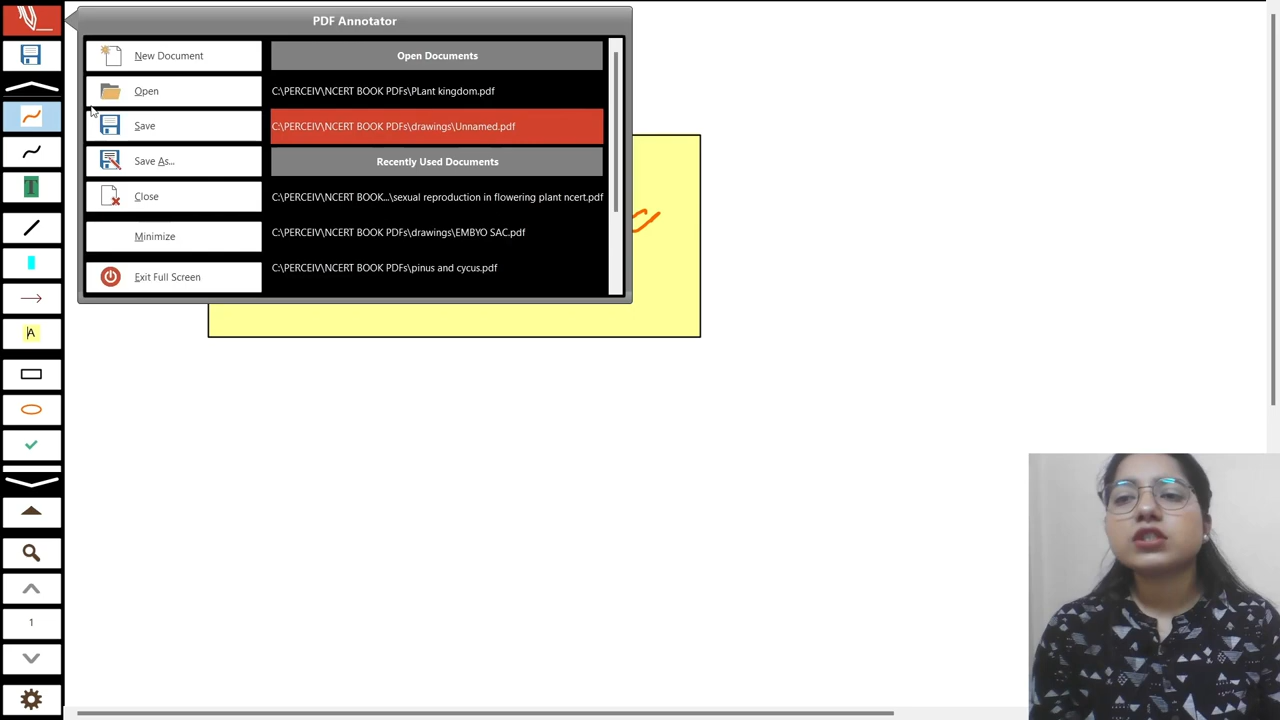 PDF Annotator
New Document
Open
Save
Save As...
Close
Minimize
Exit Full Screen
Open Documents
C:\PERCEIV\NCERT BOOK PDFs\PLant kingdom.pdf
C:\PERCEIV\NCERT BOOK PDFs\drawings\Unnamed.pdf
Recently Used Documents
C:\PERCEIV\NCERT BOOK...\sexual reproduction in flowering plant ncert.pdf
C:\PERCEIV\NCERT BOOK PDFs\drawings\EMBYO SAC.pdf
C:\PERCEIV\NCERT BOOK PDFs\pinus and cycus.pdf
T
A
1